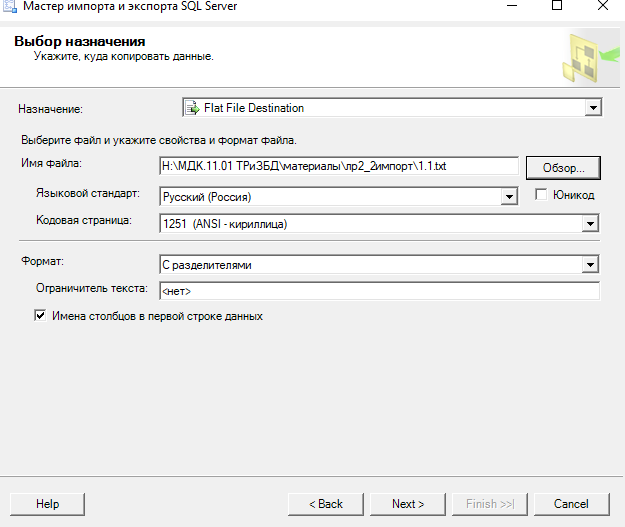 Мастер импорта и экспорта SQL Server
Выбор назначения
Укажите, куда копировать данные.
Назначение: Flat File Destination
Выберите файл и укажите свойства и формат файла.
Имя файла: H:\МДК.11.01 ТРиЗБД\материалы\лр2_2импорт\1.1.txt Обзор...
Языковой стандарт: Русский (Россия) Юникод
Кодовая страница: 1251 (ANSI - кириллица)
Формат: С разделителями
Ограничитель текста: <нет>
Имена столбцов в первой строке данных
Help < Back Next > Finish >>| Cancel